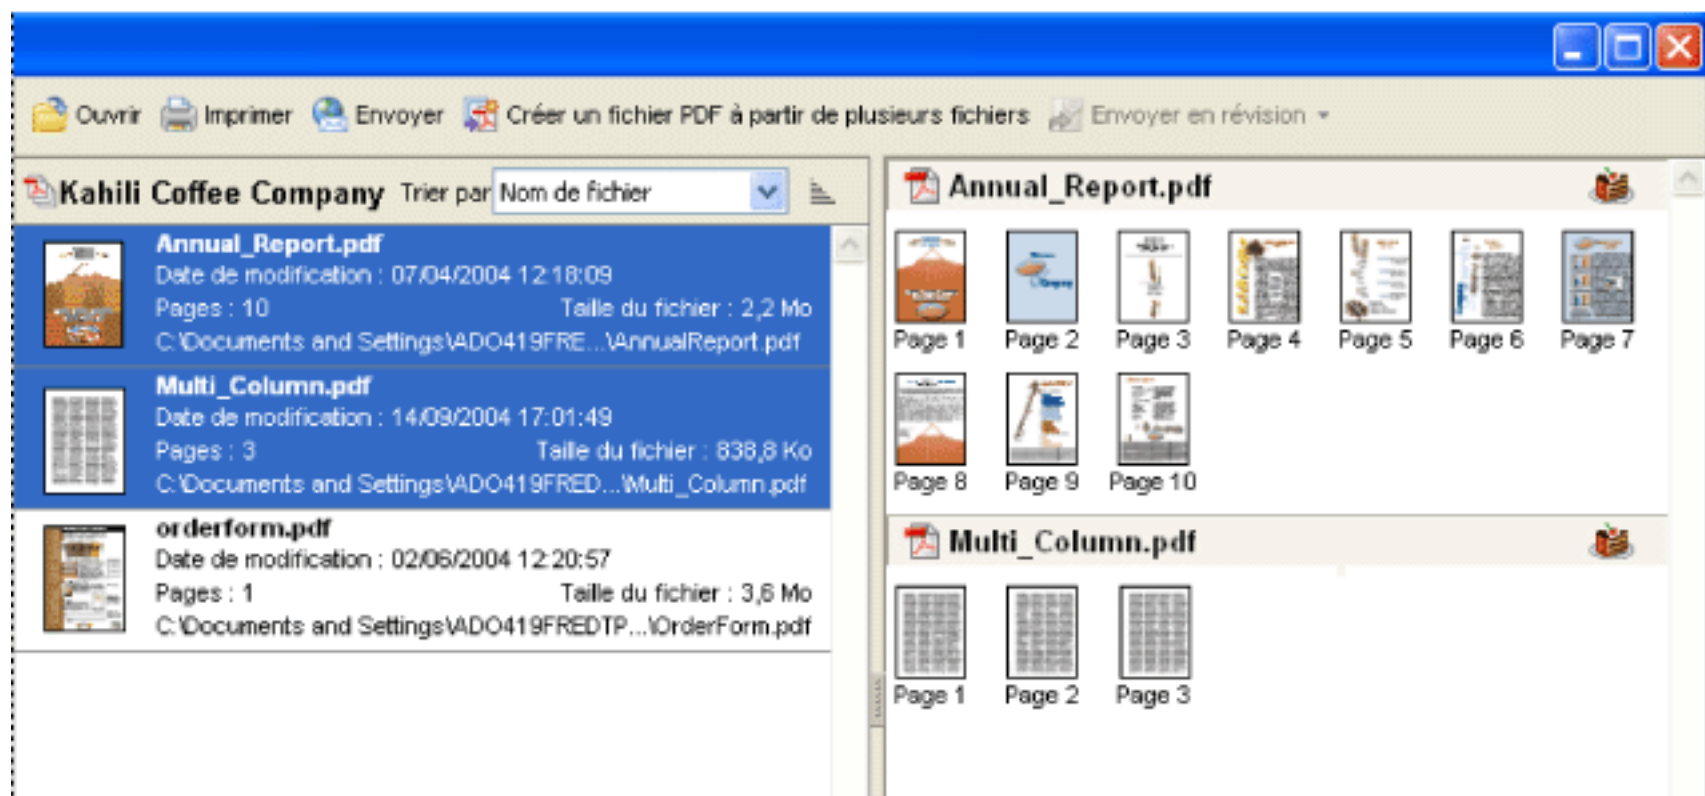 Ouvrir Imprimer Envoyer Créer un fichier PDF à partir de plusieurs fichiers Envoyer en révision
Kahili Coffee Company Trier par Nom de fichier
Annual_Report.pdf
Date de modification : 07/04/2004 12:18:09
Pages : 10 Taille du fichier : 2,2 Mo
C:\Documents and Settings\ADO419FRE...\AnnualReport.pdf
Multi_Column.pdf
Date de modification : 14/09/2004 17:01:49
Pages : 3 Taille du fichier : 838,8 Ko
C:\Documents and Settings\ADO419FRED...\Multi_Column.pdf
orderform.pdf
Date de modification : 02/06/2004 12:20:57
Pages : 1 Taille du fichier : 3,6 Mo
C:\Documents and Settings\ADO419FREDTP...\OrderForm.pdf
Annual_Report.pdf
Page 1 Page 2 Page 3 Page 4 Page 5 Page 6 Page 7
Page 8 Page 9 Page 10
Multi_Column.pdf
Page 1 Page 2 Page 3